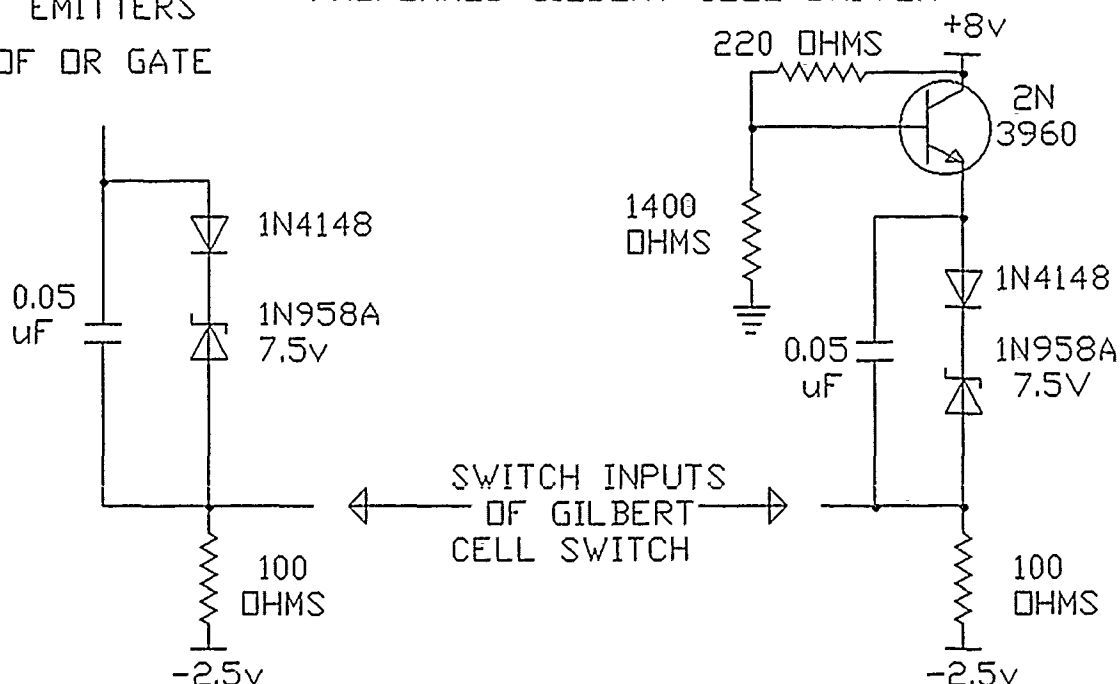 EMITTERS
OF OR GATE
220 OHMS
+8v
2N
3960
1400
OHMS
1N4148
0.05
uF
1N958A
7.5v
1N4148
0.05
uF
1N958A
7.5V
SWITCH INPUTS
OF GILBERT
CELL SWITCH
100
OHMS
-2.5v
100
OHMS
-2.5v